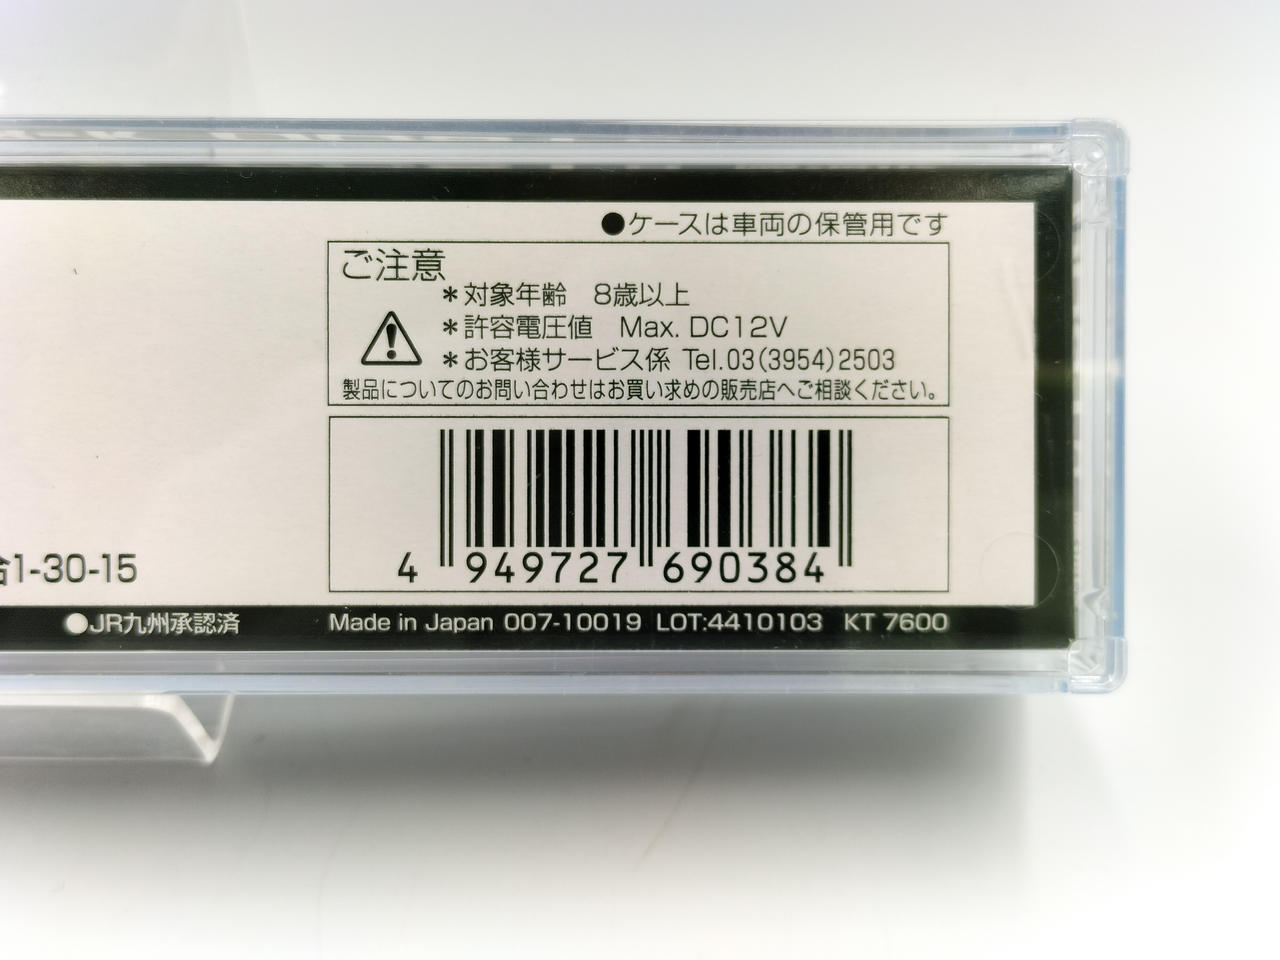 ●ケースは車両の保管用です
ご注意
＊対象年齢　8歳以上
＊許容電圧値　Max. DC12V
＊お客様サービス係 Tel.03(3954)2503
製品についてのお問い合わせはお買い求めの販売店へご相談ください。
4 949727 690384
1-30-15
●JR九州承認済
Made in Japan 007-10019 LOT:4410103 KT 7600